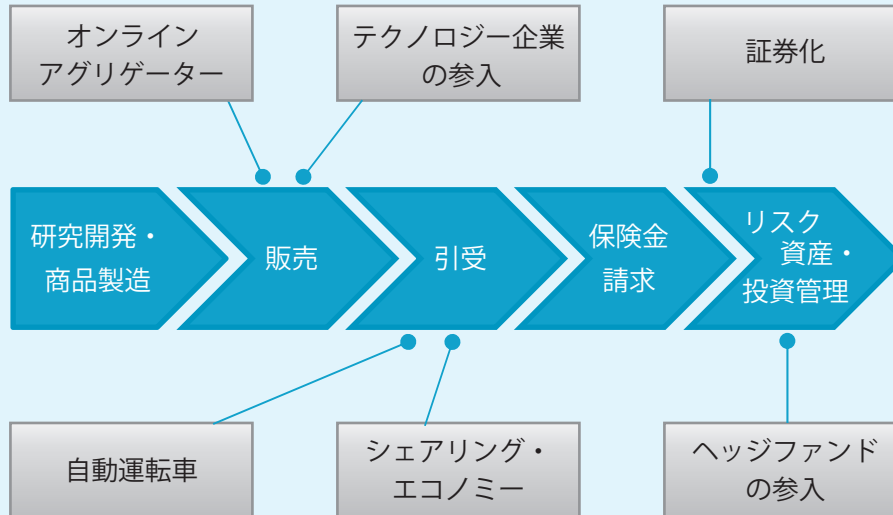 オンライン
アグリゲーター
テクノロジー企業
の参入
証券化
研究開発・
商品製造
販売
引受
保険金
請求
リスク
資産・
投資管理
自動運転車
シェアリング・
エコノミー
ヘッジファンド
の参入